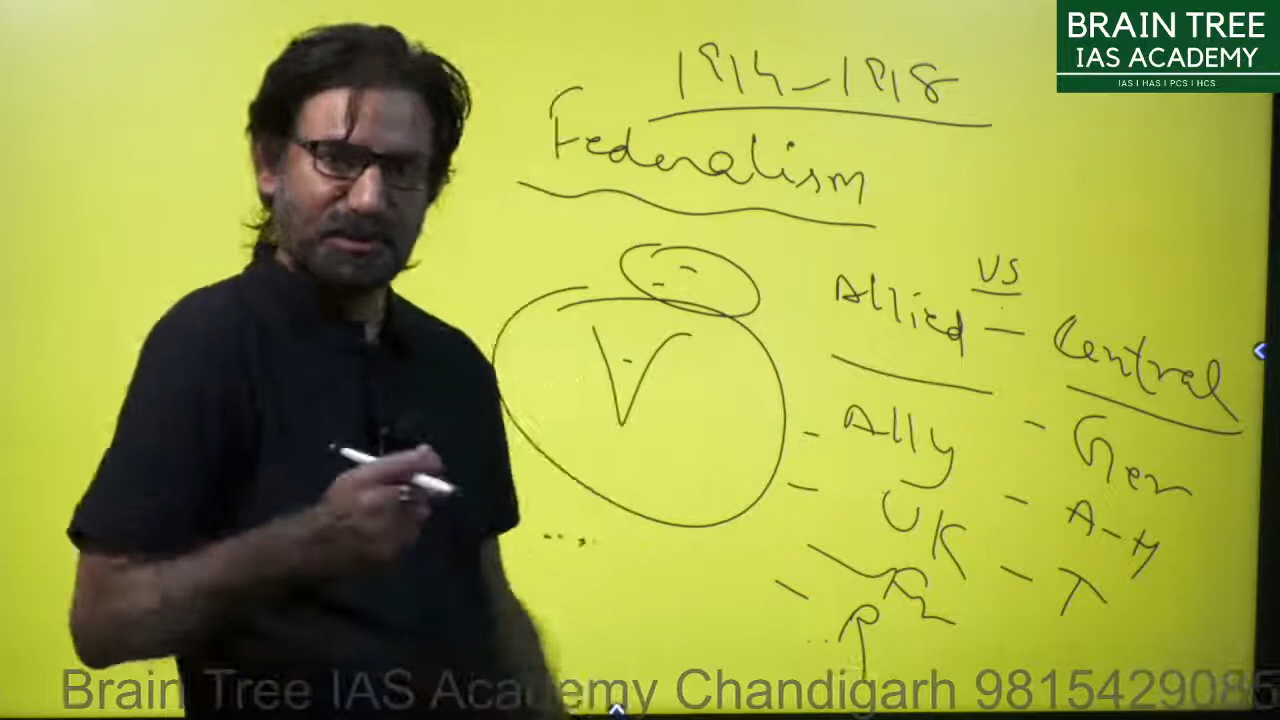 BRAIN TREE
IAS ACADEMY
IAS | HAS | PCS | HCS
1914-1918
Federalism
VS
Allied - Central
V
- Ally - Ger
- UK - A-H
- T
Brain Tree IAS Academy Chandigarh 9815429085